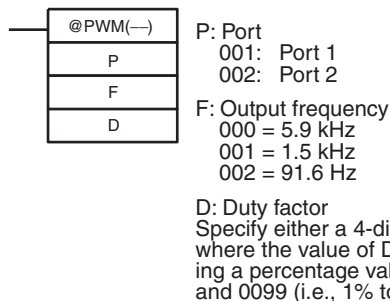 @PWM(––)
P
F
D
P: Port
001: Port 1
002: Port 2
F: Output frequency
000 = 5.9 kHz
001 = 1.5 kHz
002 = 91.6 Hz
D: Duty factor
Specify either a 4-di
where the value of D
ing a percentage val
and 0099 (i.e., 1% to